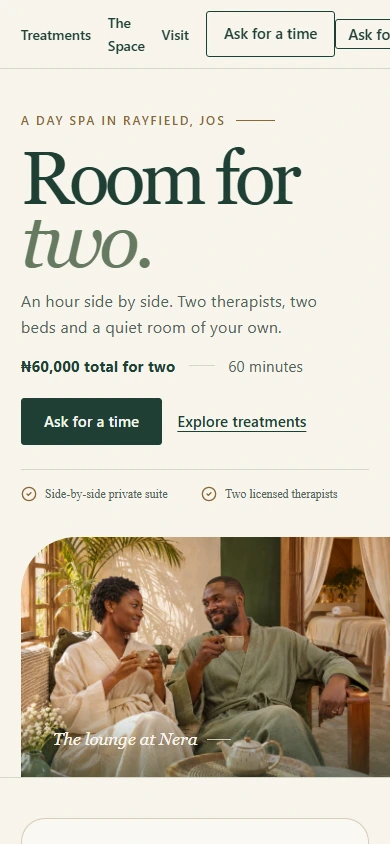 Treatments
The
Space
Visit
Ask for a time
Ask fo
A DAY SPA IN RAYFIELD, JOS
Room for
two.
An hour side by side. Two therapists, two
beds and a quiet room of your own.
₦60,000 total for two
60 minutes
Ask for a time
Explore treatments
Side-by-side private suite
Two licensed therapists
The lounge at Nera